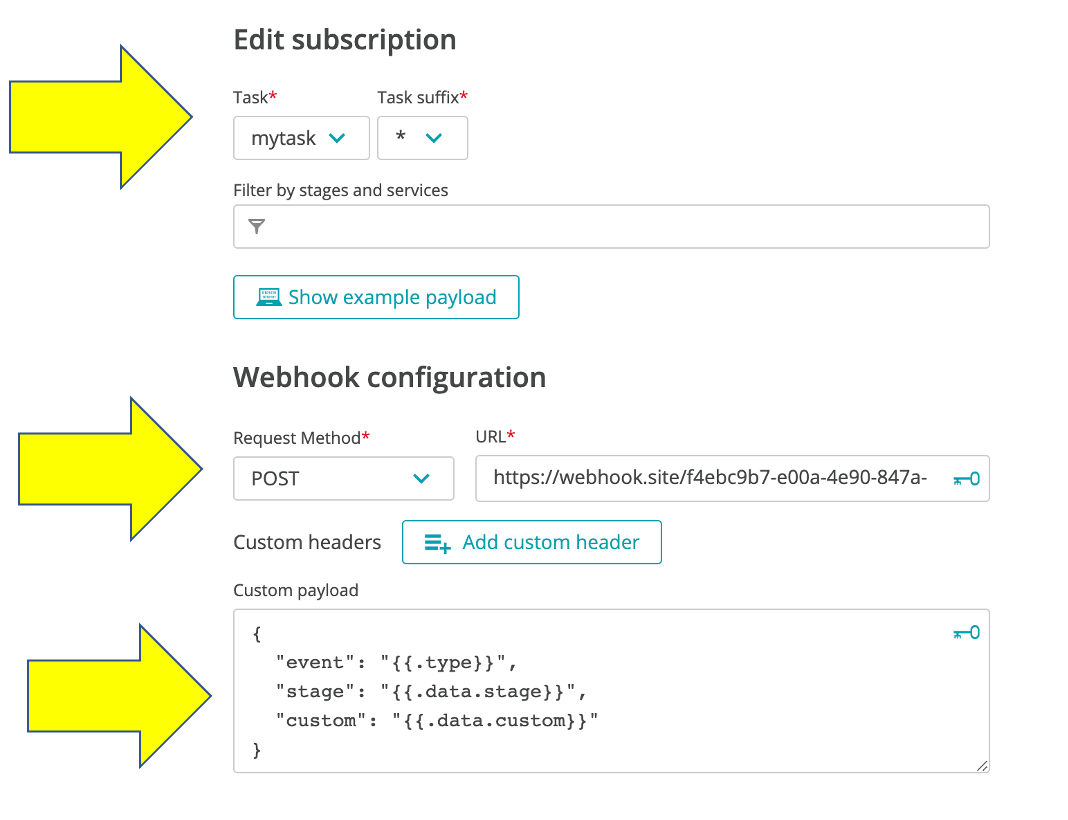 Edit subscription
Task* Task suffix*
mytask *
Filter by stages and services
Show example payload
Webhook configuration
Request Method* URL*
POST https://webhook.site/f4ebc9b7-e00a-4e90-847a-
Custom headers Add custom header
Custom payload
{
  "event": "{{.type}}",
  "stage": "{{.data.stage}}",
  "custom": "{{.data.custom}}"
}